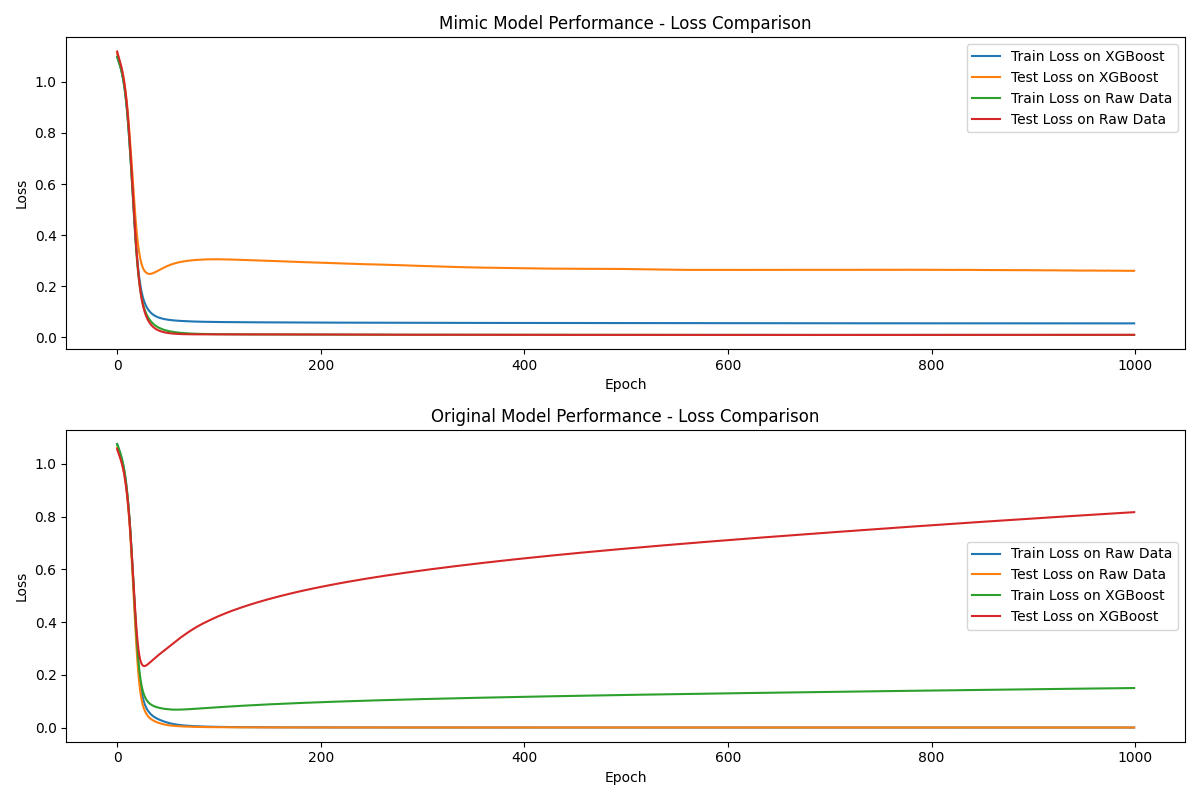 Mimic Model Performance - Loss Comparison
Loss
1.0
0.8
0.6
0.4
0.2
0.0
Train Loss on XGBoost
Test Loss on XGBoost
Train Loss on Raw Data
Test Loss on Raw Data
0 200 400 600 800 1000
Epoch
Original Model Performance - Loss Comparison
Loss
1.0
0.8
0.6
0.4
0.2
0.0
Train Loss on Raw Data
Test Loss on Raw Data
Train Loss on XGBoost
Test Loss on XGBoost
0 200 400 600 800 1000
Epoch